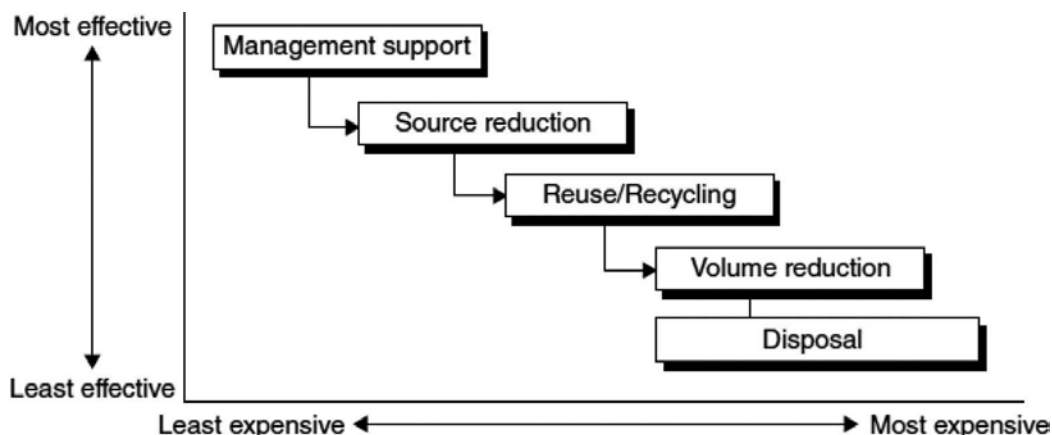 Most effective
Management support
Source reduction
Reuse/Recycling
Volume reduction
Disposal
Least effective
Least expensive
Most expensive